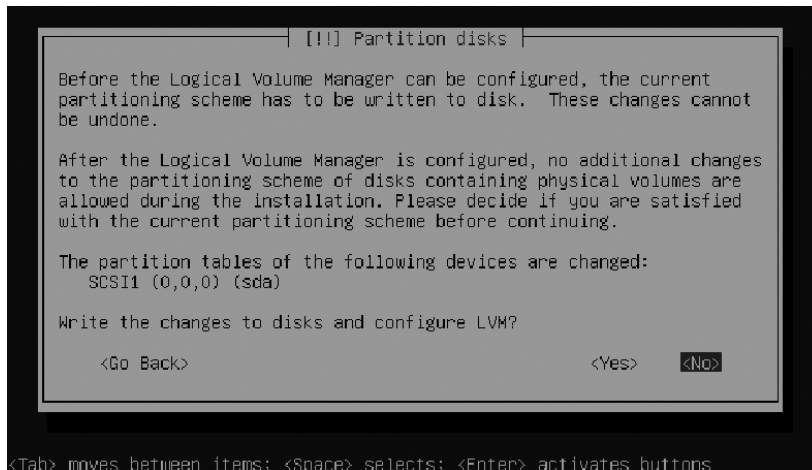 [!!] Partition disks
Before the Logical Volume Manager can be configured, the current
partitioning scheme has to be written to disk.  These changes cannot
be undone.
After the Logical Volume Manager is configured, no additional changes
to the partitioning scheme of disks containing physical volumes are
allowed during the installation. Please decide if you are satisfied
with the current partitioning scheme before continuing.
The partition tables of the following devices are changed:
SCSI1 (0,0,0) (sda)
Write the changes to disks and configure LVM?
<Go Back> <Yes> <No>
<Tab> moves between items; <Space> selects; <Enter> activates buttons